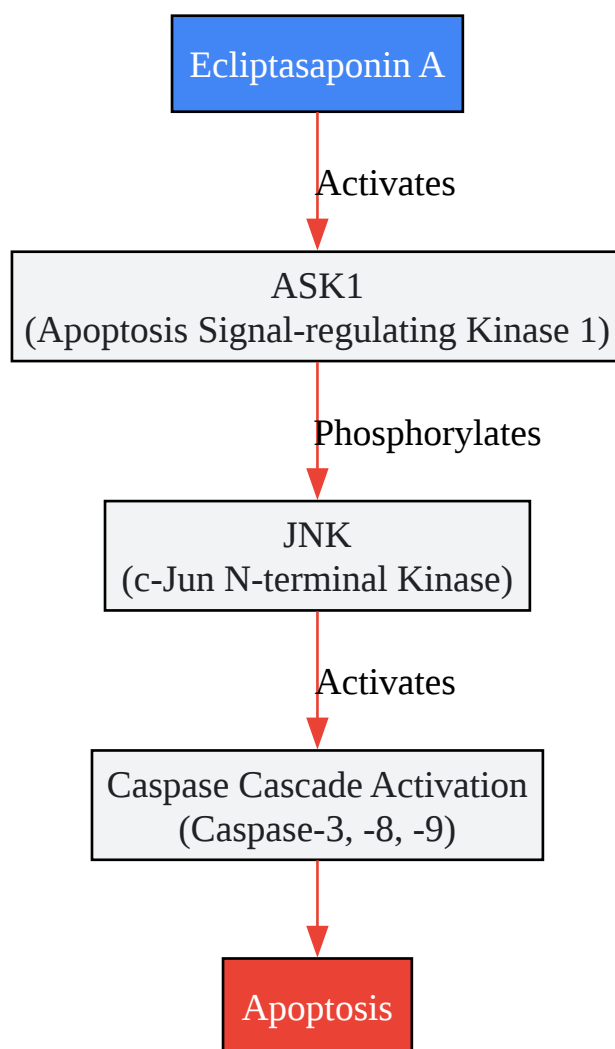 Ecliptasaponin A
Activates
ASK1
(Apoptosis Signal-regulating Kinase 1)
Phosphorylates
JNK
(c-Jun N-terminal Kinase)
Activates
Caspase Cascade Activation
(Caspase-3, -8, -9)
Apoptosis